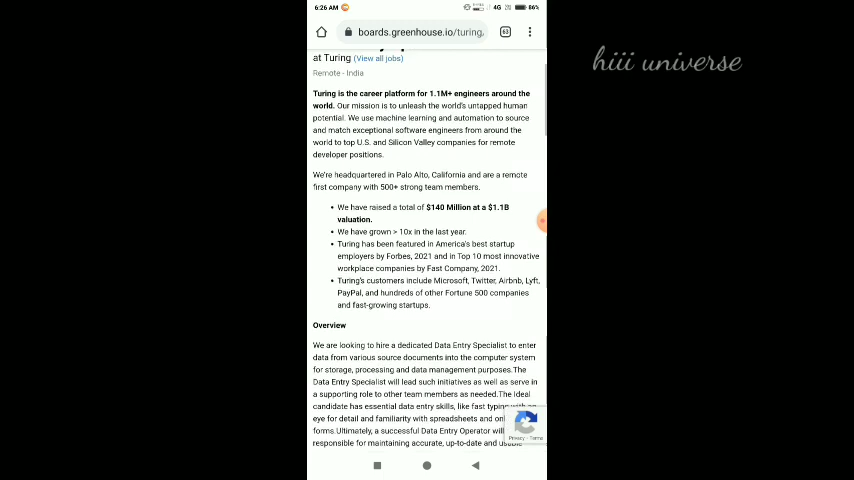 6:26 AM
4G
86%
boards.greenhouse.io/turing,
63
hiii universe
at Turing (View all jobs)
Remote - India
Turing is the career platform for 1.1M+ engineers around the
world. Our mission is to unleash the world's untapped human
potential. We use machine learning and automation to source
and match exceptional software engineers from around the
world to top U.S. and Silicon Valley companies for remote
developer positions.
We're headquartered in Palo Alto, California and are a remote
first company with 500+ strong team members.
• We have raised a total of $140 Million at a $1.1B
valuation.
• We have grown > 10x in the last year.
• Turing has been featured in America's best startup
employers by Forbes, 2021 and in Top 10 most innovative
workplace companies by Fast Company, 2021.
• Turing's customers include Microsoft, Twitter, Airbnb, Lyft,
PayPal, and hundreds of other Fortune 500 companies
and fast-growing startups.
Overview
We are looking to hire a dedicated Data Entry Specialist to enter
data from various source documents into the computer system
for storage, processing and data management purposes.The
Data Entry Specialist will lead such initiatives as well as serve in
a supporting role to other team members as needed.The Ideal
candidate has essential data entry skills, like fast typing
eye for detail and familiarity with spreadsheets and
forms.Ultimately, a successful Data Entry Operator
responsible for maintaining accurate, up-to-date and usable
Privacy - Terms